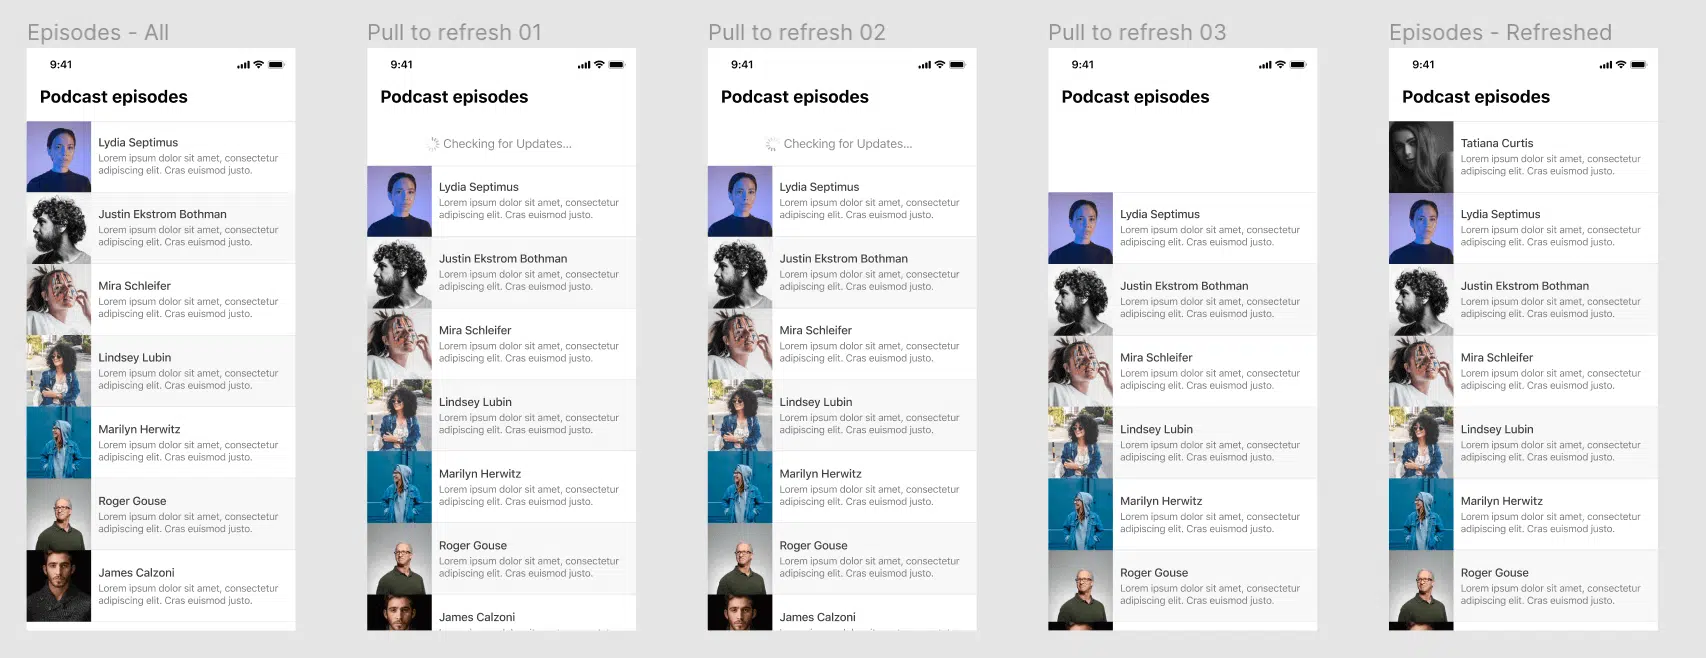 Episodes - All
9:41
Podcast episodes
Lydia Septimus
Lorem ipsum dolor sit amet, consectetur
adipiscing elit. Cras euismod justo.
Justin Ekstrom Bothman
Lorem ipsum dolor sit amet, consectetur
adipiscing elit. Cras euismod justo.
Mira Schleifer
Lorem ipsum dolor sit amet, consectetur
adipiscing elit. Cras euismod justo.
Lindsey Lubin
Lorem ipsum dolor sit amet, consectetur
adipiscing elit. Cras euismod justo.
Marilyn Herwitz
Lorem ipsum dolor sit amet, consectetur
adipiscing elit. Cras euismod justo.
Roger Gouse
Lorem ipsum dolor sit amet, consectetur
adipiscing elit. Cras euismod justo.
James Calzoni
Lorem ipsum dolor sit amet, consectetur
adipiscing elit. Cras euismod justo.
Pull to refresh 01
9:41
Podcast episodes
Checking for Updates...
Lydia Septimus
Lorem ipsum dolor sit amet, consectetur
adipiscing elit. Cras euismod justo.
Justin Ekstrom Bothman
Lorem ipsum dolor sit amet, consectetur
adipiscing elit. Cras euismod justo.
Mira Schleifer
Lorem ipsum dolor sit amet, consectetur
adipiscing elit. Cras euismod justo.
Lindsey Lubin
Lorem ipsum dolor sit amet, consectetur
adipiscing elit. Cras euismod justo.
Marilyn Herwitz
Lorem ipsum dolor sit amet, consectetur
adipiscing elit. Cras euismod justo.
Roger Gouse
Lorem ipsum dolor sit amet, consectetur
adipiscing elit. Cras euismod justo.
James Calzoni
Pull to refresh 02
9:41
Podcast episodes
Checking for Updates...
Lydia Septimus
Lorem ipsum dolor sit amet, consectetur
adipiscing elit. Cras euismod justo.
Justin Ekstrom Bothman
Lorem ipsum dolor sit amet, consectetur
adipiscing elit. Cras euismod justo.
Mira Schleifer
Lorem ipsum dolor sit amet, consectetur
adipiscing elit. Cras euismod justo.
Lindsey Lubin
Lorem ipsum dolor sit amet, consectetur
adipiscing elit. Cras euismod justo.
Marilyn Herwitz
Lorem ipsum dolor sit amet, consectetur
adipiscing elit. Cras euismod justo.
Roger Gouse
Lorem ipsum dolor sit amet, consectetur
adipiscing elit. Cras euismod justo.
James Calzoni
Pull to refresh 03
9:41
Podcast episodes
Lydia Septimus
Lorem ipsum dolor sit amet, consectetur
adipiscing elit. Cras euismod justo.
Justin Ekstrom Bothman
Lorem ipsum dolor sit amet, consectetur
adipiscing elit. Cras euismod justo.
Mira Schleifer
Lorem ipsum dolor sit amet, consectetur
adipiscing elit. Cras euismod justo.
Lindsey Lubin
Lorem ipsum dolor sit amet, consectetur
adipiscing elit. Cras euismod justo.
Marilyn Herwitz
Lorem ipsum dolor sit amet, consectetur
adipiscing elit. Cras euismod justo.
Roger Gouse
Lorem ipsum dolor sit amet, consectetur
adipiscing elit. Cras euismod justo.
Episodes - Refreshed
9:41
Podcast episodes
Tatiana Curtis
Lorem ipsum dolor sit amet, consectetur
adipiscing elit. Cras euismod justo.
Lydia Septimus
Lorem ipsum dolor sit amet, consectetur
adipiscing elit. Cras euismod justo.
Justin Ekstrom Bothman
Lorem ipsum dolor sit amet, consectetur
adipiscing elit. Cras euismod justo.
Mira Schleifer
Lorem ipsum dolor sit amet, consectetur
adipiscing elit. Cras euismod justo.
Lindsey Lubin
Lorem ipsum dolor sit amet, consectetur
adipiscing elit. Cras euismod justo.
Marilyn Herwitz
Lorem ipsum dolor sit amet, consectetur
adipiscing elit. Cras euismod justo.
Roger Gouse
Lorem ipsum dolor sit amet, consectetur
adipiscing elit. Cras euismod justo.